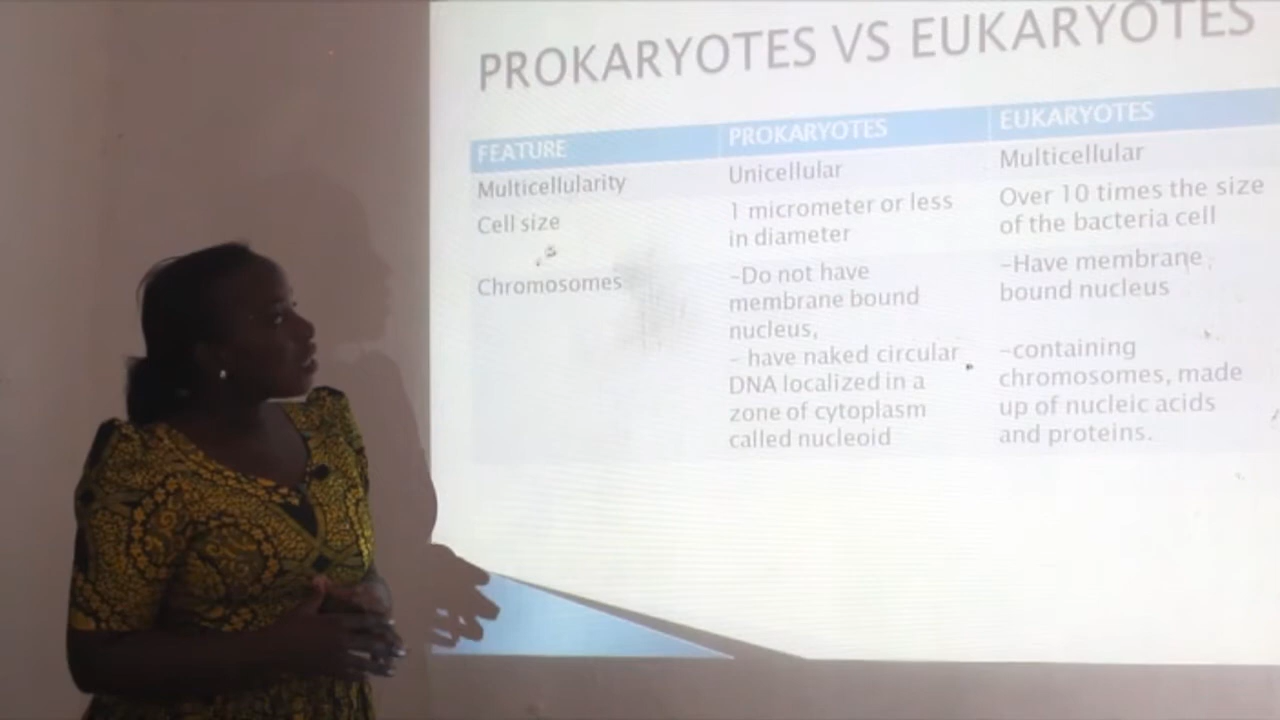 PROKARYOTES VS EUKARYOTES
FEATURE PROKARYOTES EUKARYOTES
Multicellularity Unicellular Multicellular
Cell size 1 micrometer or less Over 10 times the size
in diameter of the bacteria cell
Chromosomes -Do not have -Have membrane
membrane bound bound nucleus
nucleus,
- have naked circular -containing
DNA localized in a chromosomes, made
zone of cytoplasm up of nucleic acids
called nucleoid and proteins.